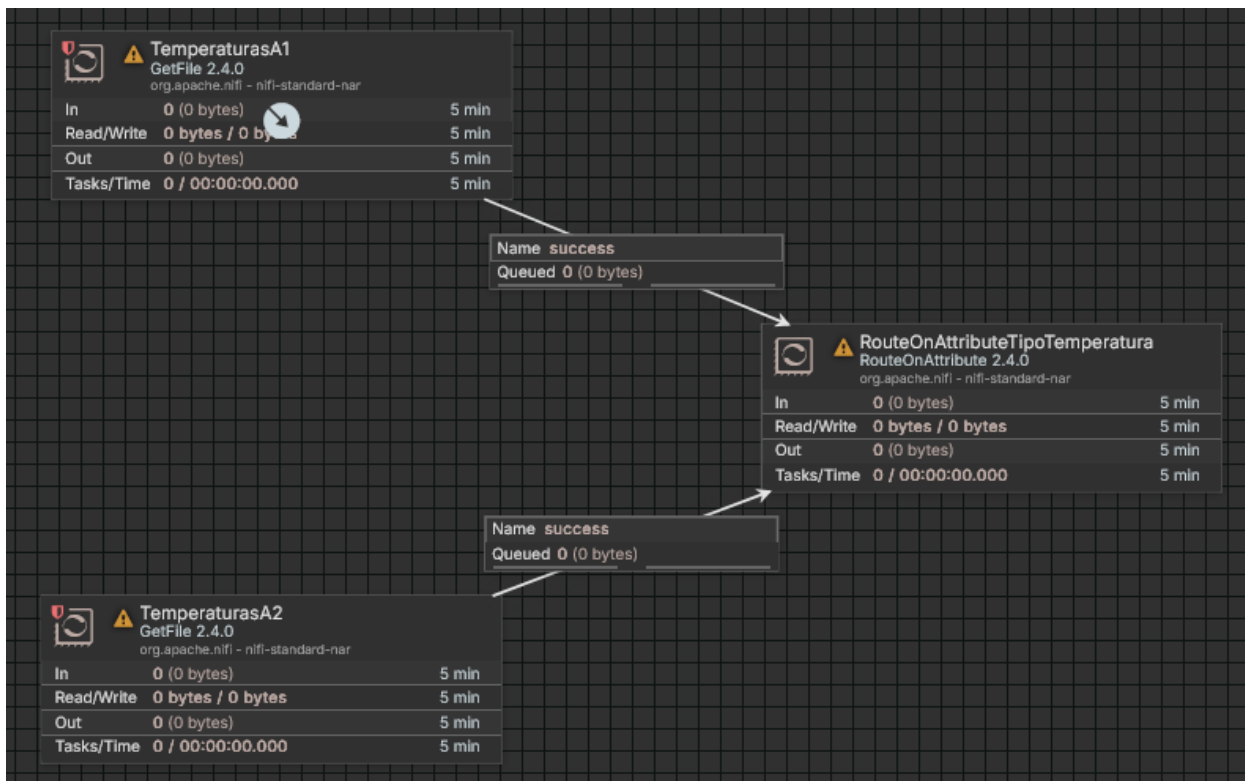 TemperaturasA1
GetFile 2.4.0
org.apache.nifi - nifi-standard-nar
In 0 (0 bytes) 5 min
Read/Write 0 bytes / 0 by 5 min
Out 0 (0 bytes) 5 min
Tasks/Time 0 / 00:00:00.000 5 min
Name success
Queued 0 (0 bytes)
RouteOnAttributeTipoTemperatura
RouteOnAttribute 2.4.0
org.apache.nifi - nifi-standard-nar
In 0 (0 bytes) 5 min
Read/Write 0 bytes / 0 bytes 5 min
Out 0 (0 bytes) 5 min
Tasks/Time 0 / 00:00:00.000 5 min
Name success
Queued 0 (0 bytes)
TemperaturasA2
GetFile 2.4.0
org.apache.nifi - nifi-standard-nar
In 0 (0 bytes) 5 min
Read/Write 0 bytes / 0 bytes 5 min
Out 0 (0 bytes) 5 min
Tasks/Time 0 / 00:00:00.000 5 min